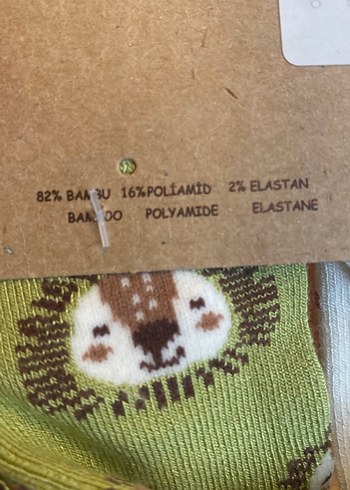 82% BAMBU 16% POLİAMİD 2% ELASTAN
BAMBOO POLYAMIDE ELASTANE